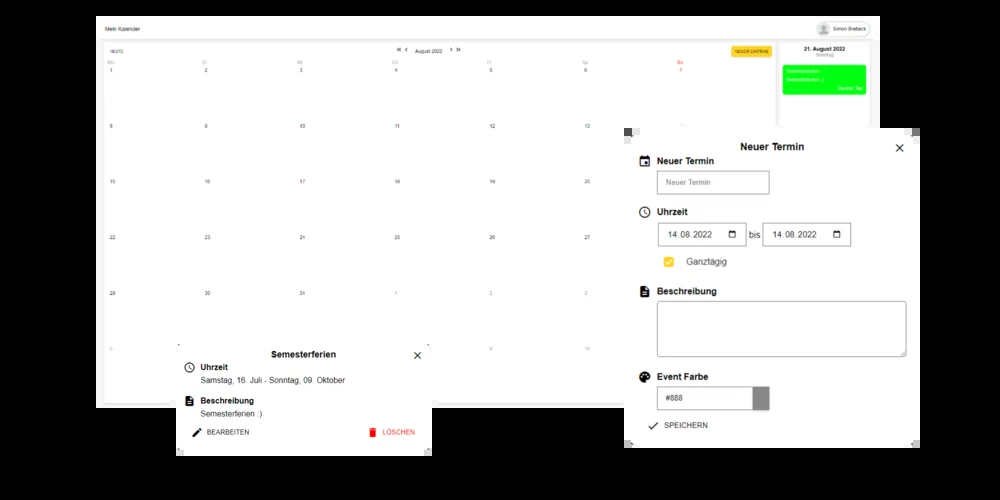 Mein Kalender
Simon Brabeck
HEUTE
« < August 2022 > »
NEUER EINTRAG
Mo Di Mi Do Fr Sa So
1 2 3 4 5 6 7
8 9 10 11 12 13
15 16 17 18 19 20
22 23 24 25 26 27
29 30 31 1 2 3
5 8 9 10
21. August 2022
Sonntag
Semesterferien
Semesterferien :)
Ganzer Tag
Semesterferien
Uhrzeit
Samstag, 16. Juli - Sonntag, 09. Oktober
Beschreibung
Semesterferien :)
BEARBEITEN LÖSCHEN
Neuer Termin
Neuer Termin
Neuer Termin
Uhrzeit
14.08.2022 bis 14.08.2022
Ganztägig
Beschreibung
Event Farbe
#888
SPEICHERN